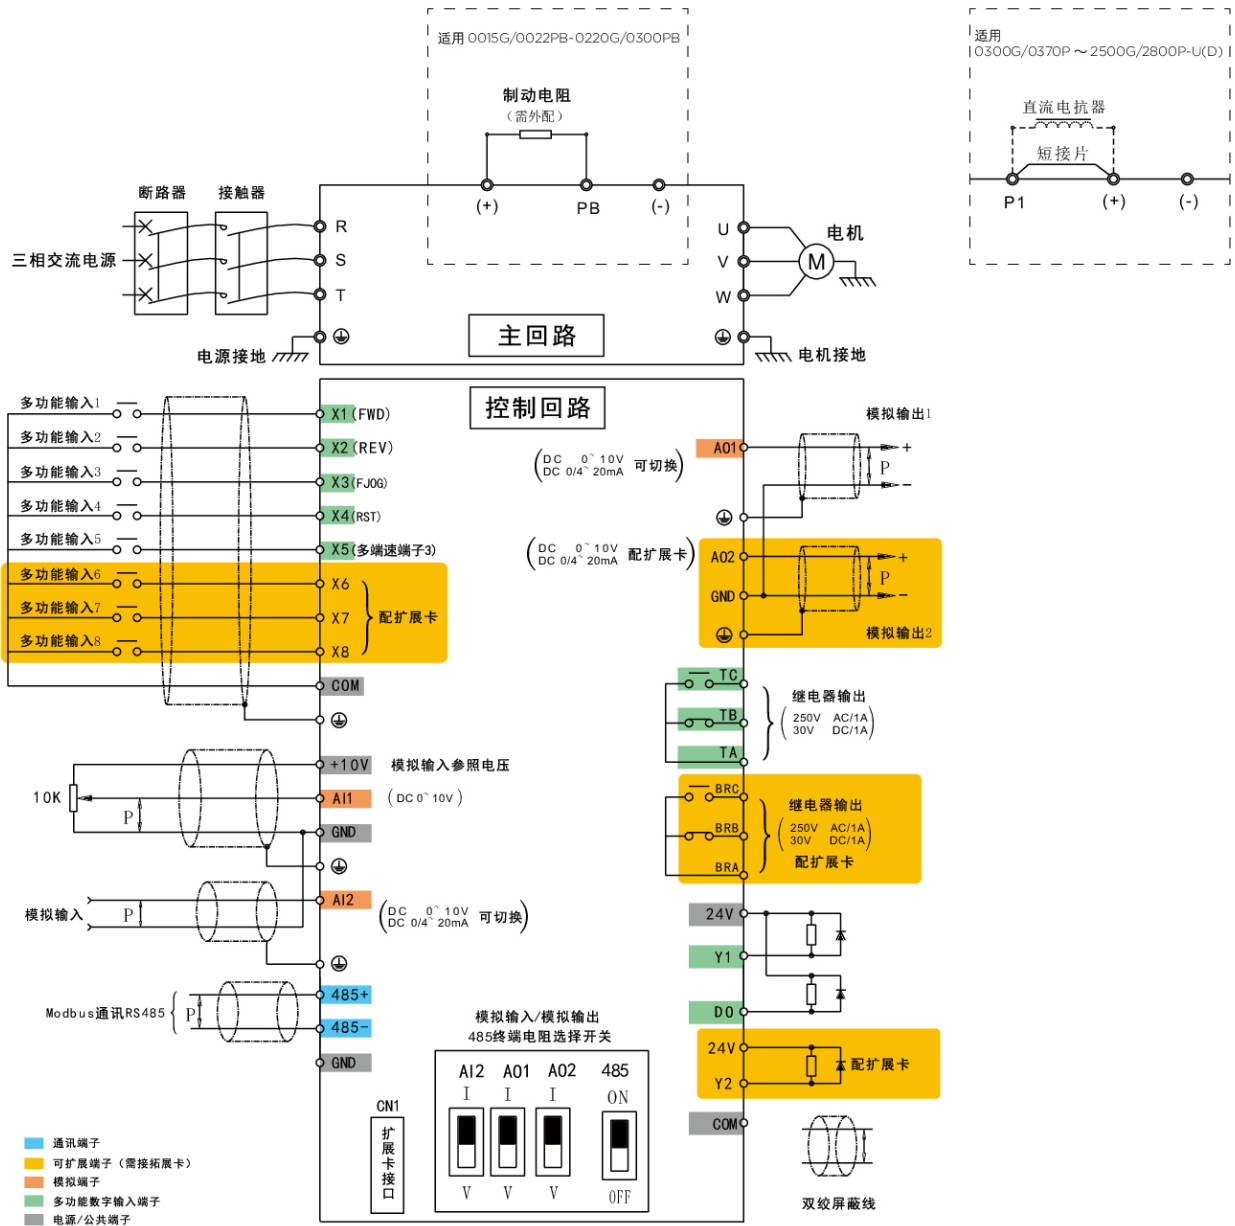 适用 0015G/0022PB-0220G/0300PB
制动电阻
（需外配）
(+)
PB
(-)
适用
0300G/0370P～2500G/2800P-U(D)
直流电抗器
短接片
P1
(+)
(-)
断路器
接触器
三相交流电源
R
S
T
电源接地
U
V
W
M
电机
电机接地
主回路
控制回路
多功能输入1
X1(FWD)
多功能输入2
X2(REV)
多功能输入3
X3(FJOG)
多功能输入4
X4(RST)
多功能输入5
X5(多端速端子3)
多功能输入6
X6
多功能输入7
X7
配扩展卡
多功能输入8
X8
COM
+10V
模拟输入参照电压
10K
AI1
(DC 0~10V)
P
GND
模拟输入
P
AI2
DC 0~10V
DC 0/4~20mA
可切换
Modbus通讯RS485
P
485+
485-
GND
模拟输出1
AO1
DC 0~10V
DC 0/4~20mA
可切换
+
P
-
DC 0~10V
DC 0/4~20mA
配扩展卡
AO2
+
P
GND
-
模拟输出2
TC
TB
TA
继电器输出
250V AC/1A
30V DC/1A
BRC
BRB
BRA
继电器输出
250V AC/1A
30V DC/1A
配扩展卡
24V
Y1
DO
24V
Y2
配扩展卡
COM
双绞屏蔽线
模拟输入/模拟输出
485终端电阻选择开关
AI2 AO1 AO2 485
I I I ON
V V V OFF
CN1
扩展卡接口
通讯端子
可扩展端子（需接拓展卡）
模拟端子
多功能数字输入端子
电源/公共端子